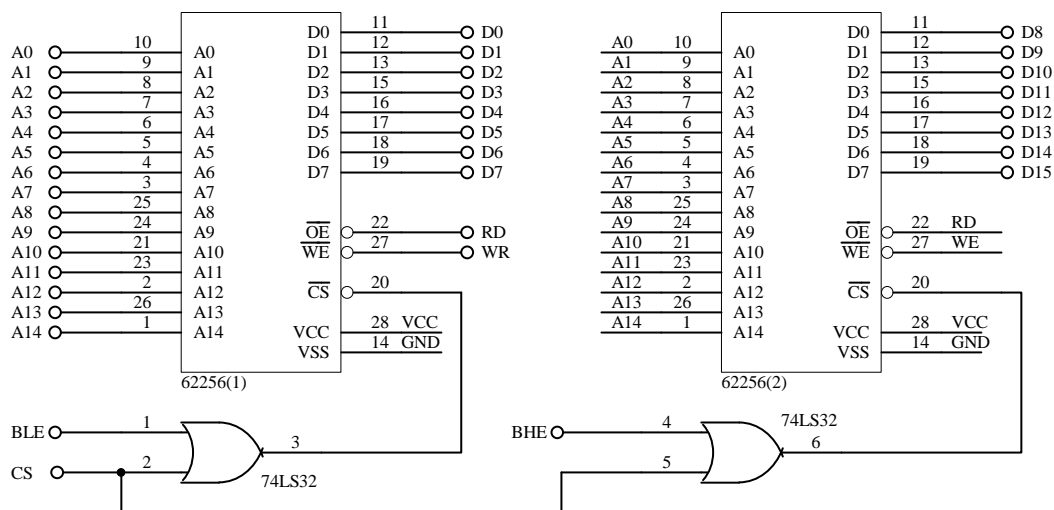 11
D0 D0
10 12
A0 A0 D1 D1
9 13
A1 A1 D2 D2
8 15
A2 A2 D3 D3
7 16
A3 A3 D4 D4
6 17
A4 A4 D5 D5
5 18
A5 A5 D6 D6
4 19
A6 A6 D7 D7
3
A7 A7
25
A8 A8
24 22
A9 A9 OE RD
21 27
A10 A10 WE WR
23
A11 A11
2 20
A12 A12 CS
26
A13 A13
1 28 VCC
A14 A14 VCC
14 GND
VSS
62256(1)
BLE 1
3
CS 2
74LS32
11
D0 D8
A0 10 12
A0 D1 D9
A1 9 13
A1 D2 D10
A2 8 15
A2 D3 D11
A3 7 16
A3 D4 D12
A4 6 17
A4 D5 D13
A5 5 18
A5 D6 D14
A6 4 19
A6 D7 D15
A7 3
A7
A8 25
A8
A9 24 22 RD
A9 OE
A10 21 27 WE
A10 WE
A11 23
A11
A12 2 20
A12 CS
A13 26
A13
A14 1 28 VCC
A14 VCC
14 GND
VSS
62256(2)
74LS32
BHE 4
6
5